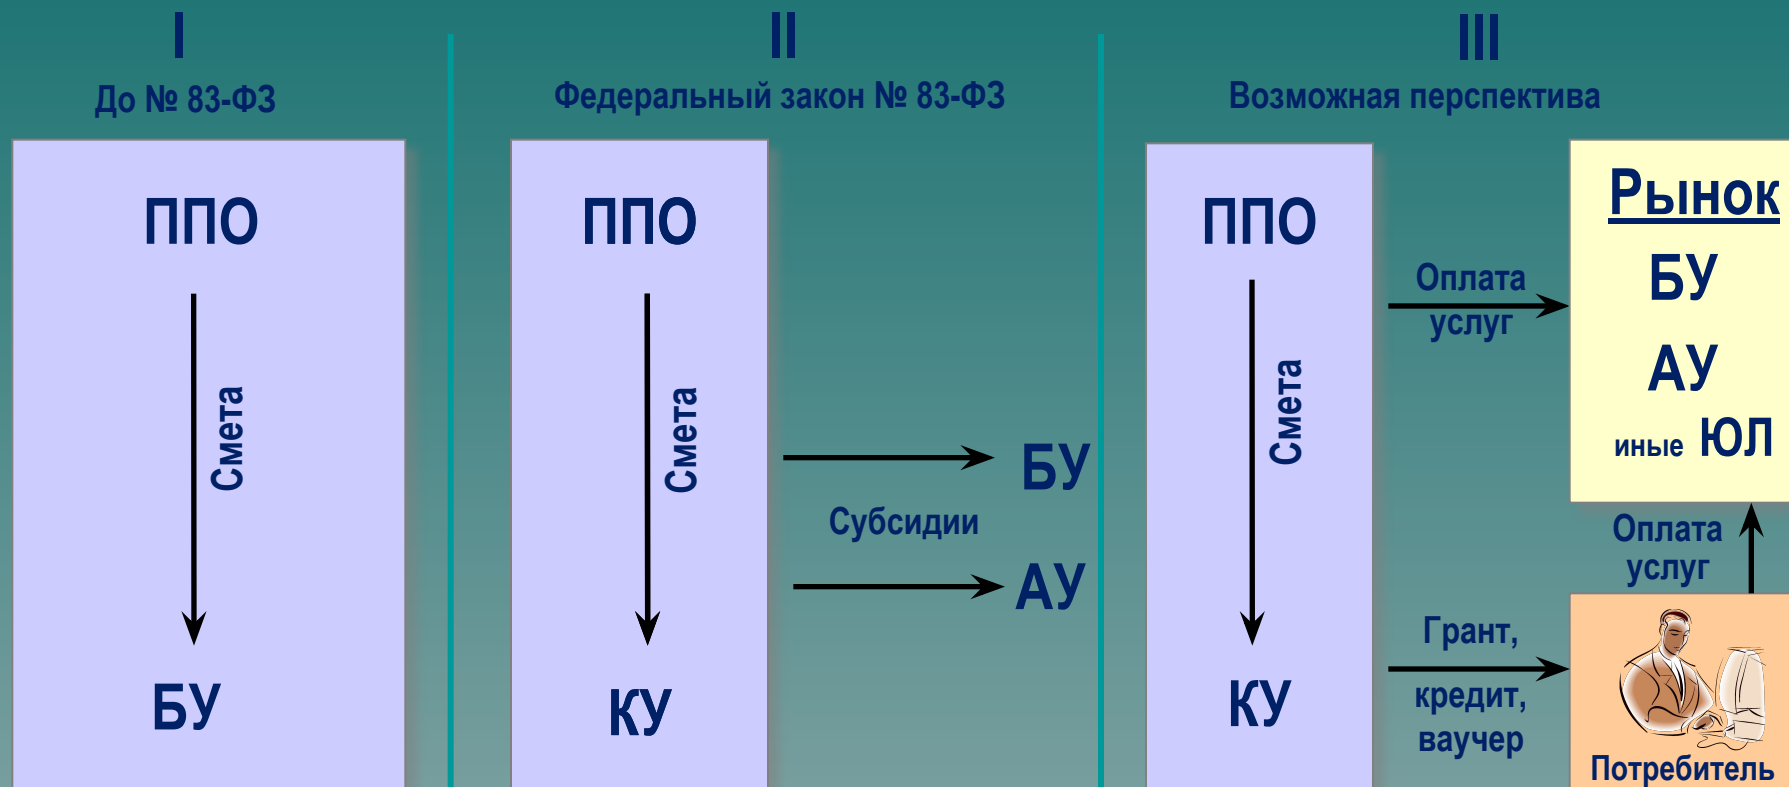 I
До № 83-ФЗ
ППО
Смета
БУ
II
Федеральный закон № 83-ФЗ
ППО
Смета
КУ
БУ
Субсидии
АУ
III
Возможная перспектива
ППО
Смета
КУ
Оплата
услуг
Рынок
БУ
АУ
иные ЮЛ
Оплата
услуг
Грант,
кредит,
ваучер
Потребитель